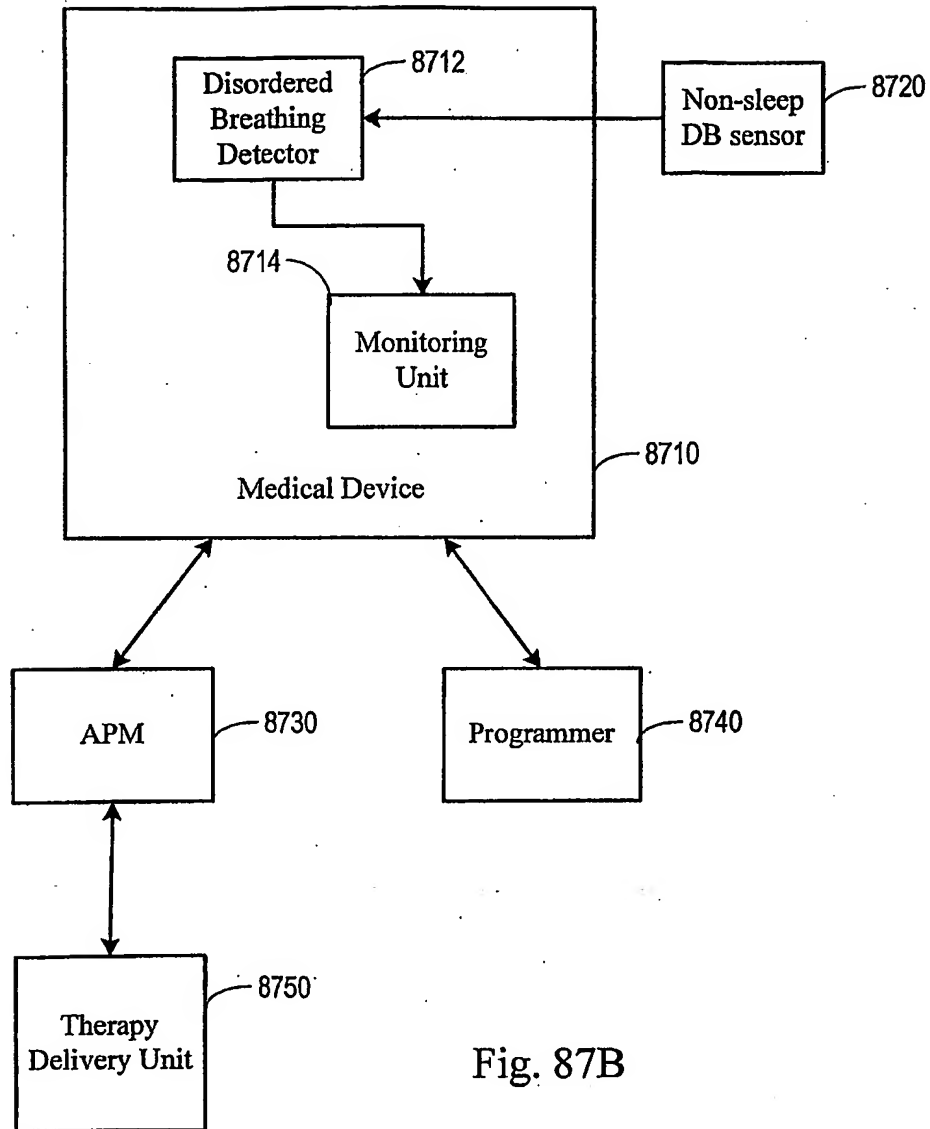 Disordered
Breathing
Detector
8712
Non-sleep
DB sensor
8720
8714
Monitoring
Unit
8710
Medical Device
APM
8730
Programmer
8740
Therapy
Delivery Unit
8750
Fig. 87B